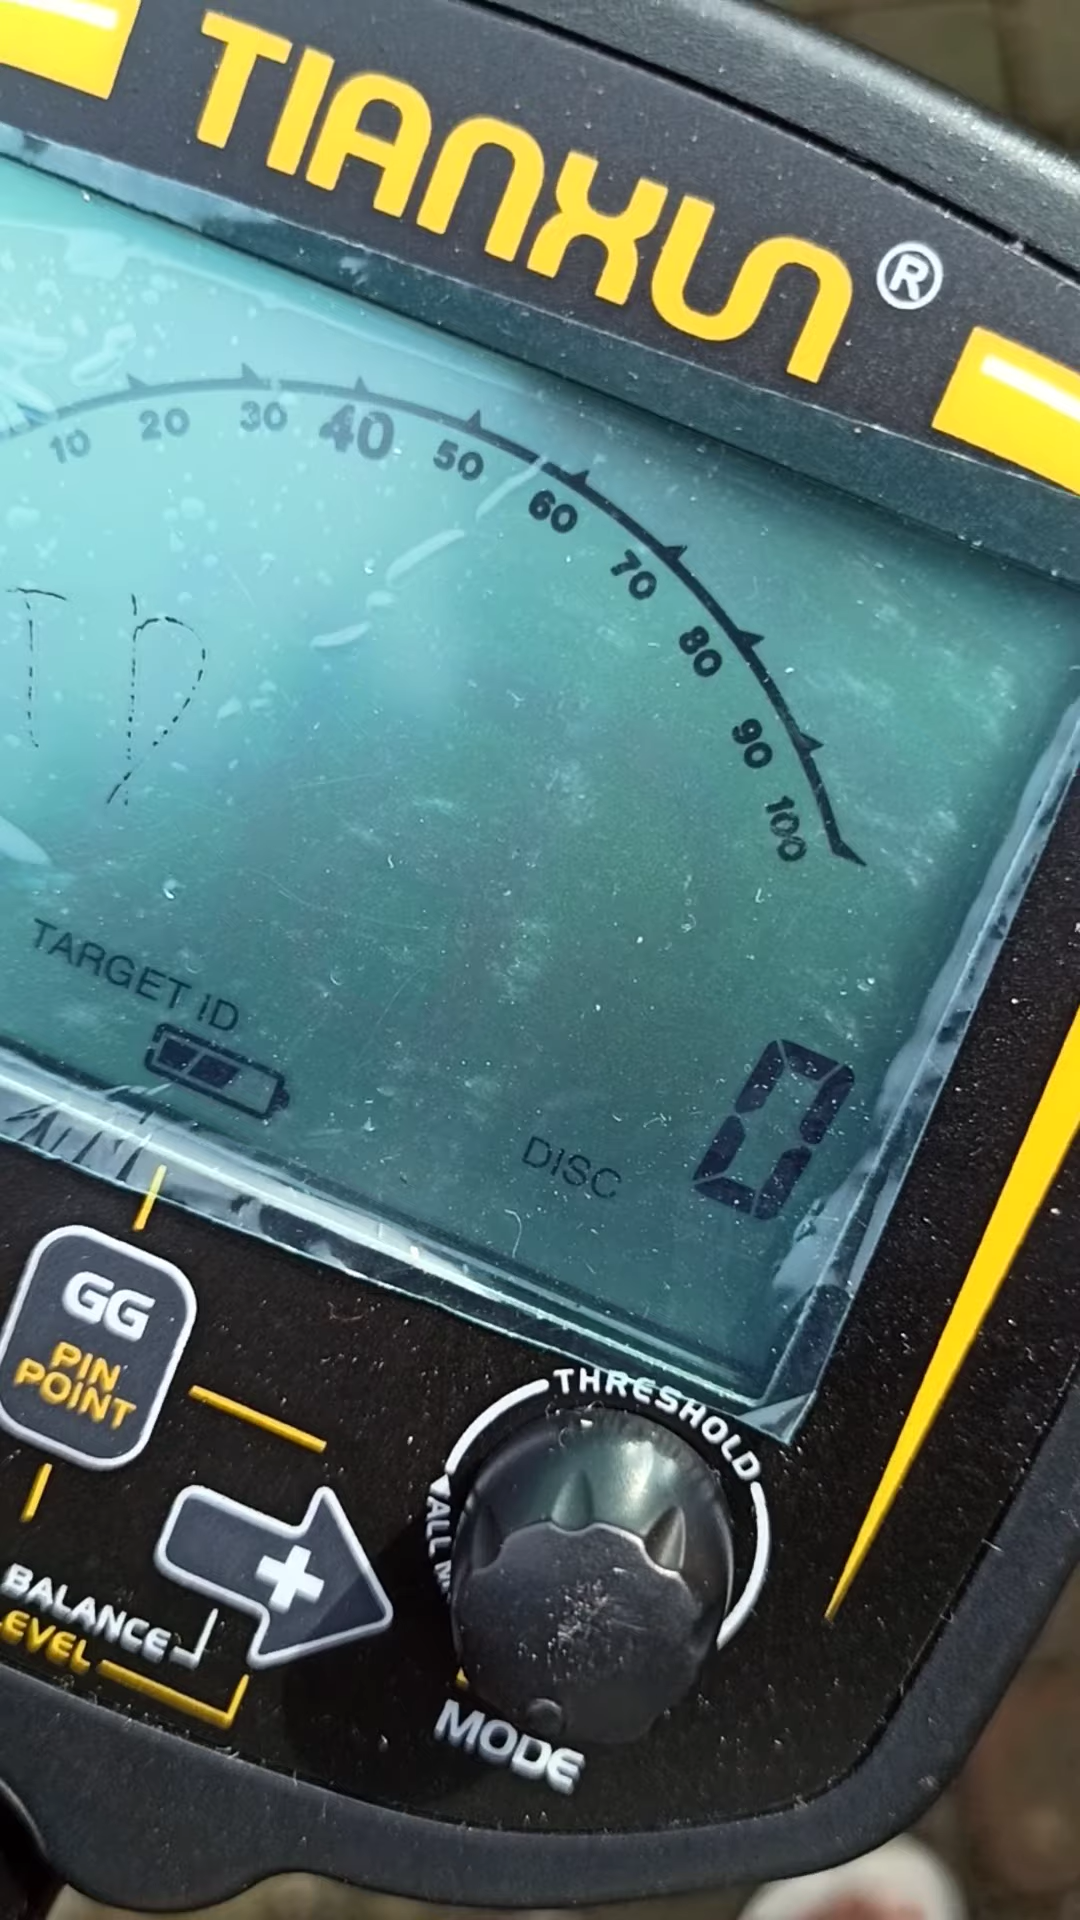 TIANXUN®
10 20 30 40 50 60 70 80 90 100
TARGET ID
DISC 0
GG
PIN
POINT
THRESHOLD
ALL M
+
BALANCE
LEVEL
MODE